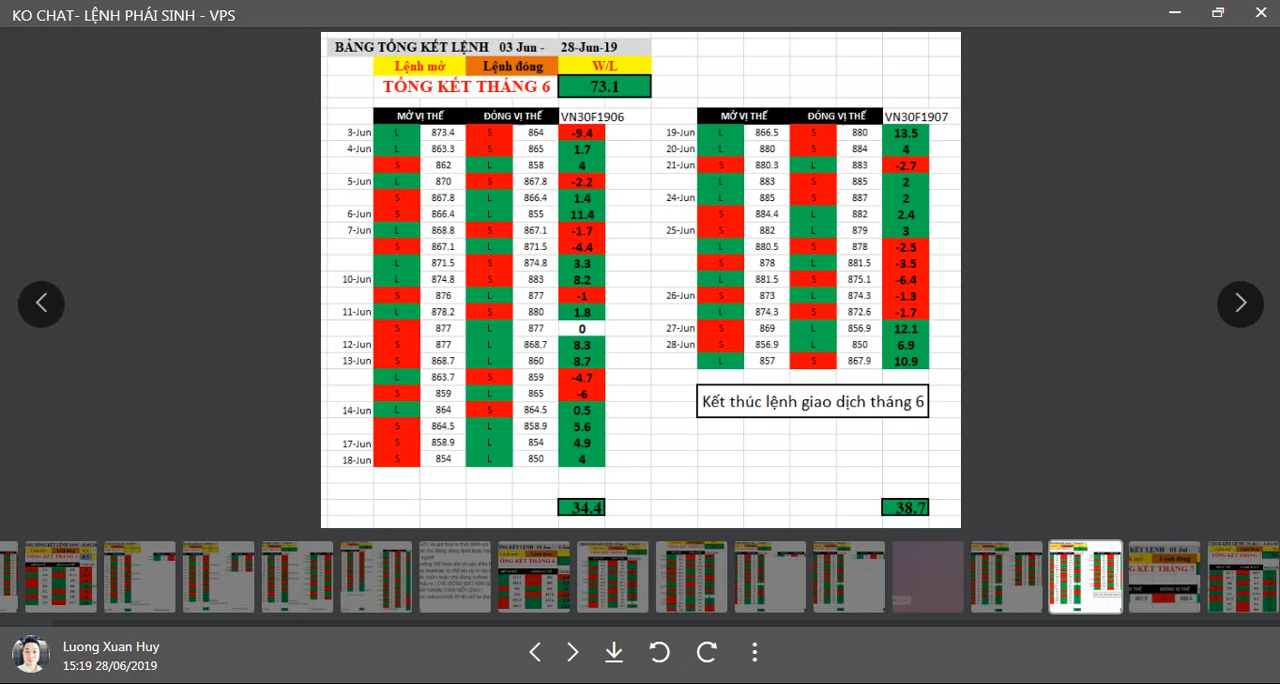 KO CHAT- LỆNH PHÁI SINH - VPS
BẢNG TỔNG KẾT LỆNH 03 Jun - 28-Jun-19
Lệnh mở Lệnh đóng W/L
TỔNG KẾT THÁNG 6 73.1
MỞ VỊ THẾ ĐÓNG VỊ THẾ VN30F1906
3-Jun L 873.4 S 864 -9.4
4-Jun L 863.3 S 865 1.7
S 862 L 858 4
5-Jun L 870 S 867.8 -2.2
S 867.8 L 866.4 1.4
6-Jun S 866.4 L 855 11.4
7-Jun L 868.8 S 867.1 -1.7
S 867.1 L 871.5 -4.4
L 871.5 S 874.8 3.3
10-Jun L 874.8 S 883 8.2
S 876 L 877 -1
11-Jun L 878.2 S 880 1.8
S 877 L 877 0
12-Jun S 877 L 868.7 8.3
13-Jun S 868.7 L 860 8.7
L 863.7 S 859 -4.7
S 859 L 865 -6
14-Jun L 864 S 864.5 0.5
S 864.5 L 858.9 5.6
17-Jun S 858.9 L 854 4.9
18-Jun S 854 L 850 4
34.4
MỞ VỊ THẾ ĐÓNG VỊ THẾ VN30F1907
19-Jun L 866.5 S 880 13.5
20-Jun L 880 S 884 4
21-Jun S 880.3 L 883 -2.7
L 883 S 885 2
24-Jun L 885 S 887 2
S 884.4 L 882 2.4
25-Jun S 882 L 879 3
L 880.5 S 878 -2.5
S 878 L 881.5 -3.5
L 881.5 S 875.1 -6.4
26-Jun S 873 L 874.3 -1.3
L 874.3 S 872.6 -1.7
27-Jun S 869 L 856.9 12.1
28-Jun S 856.9 L 850 6.9
L 857 S 867.9 10.9
Kết thúc lệnh giao dịch tháng 6
38.7
Luong Xuan Huy
15:19 28/06/2019